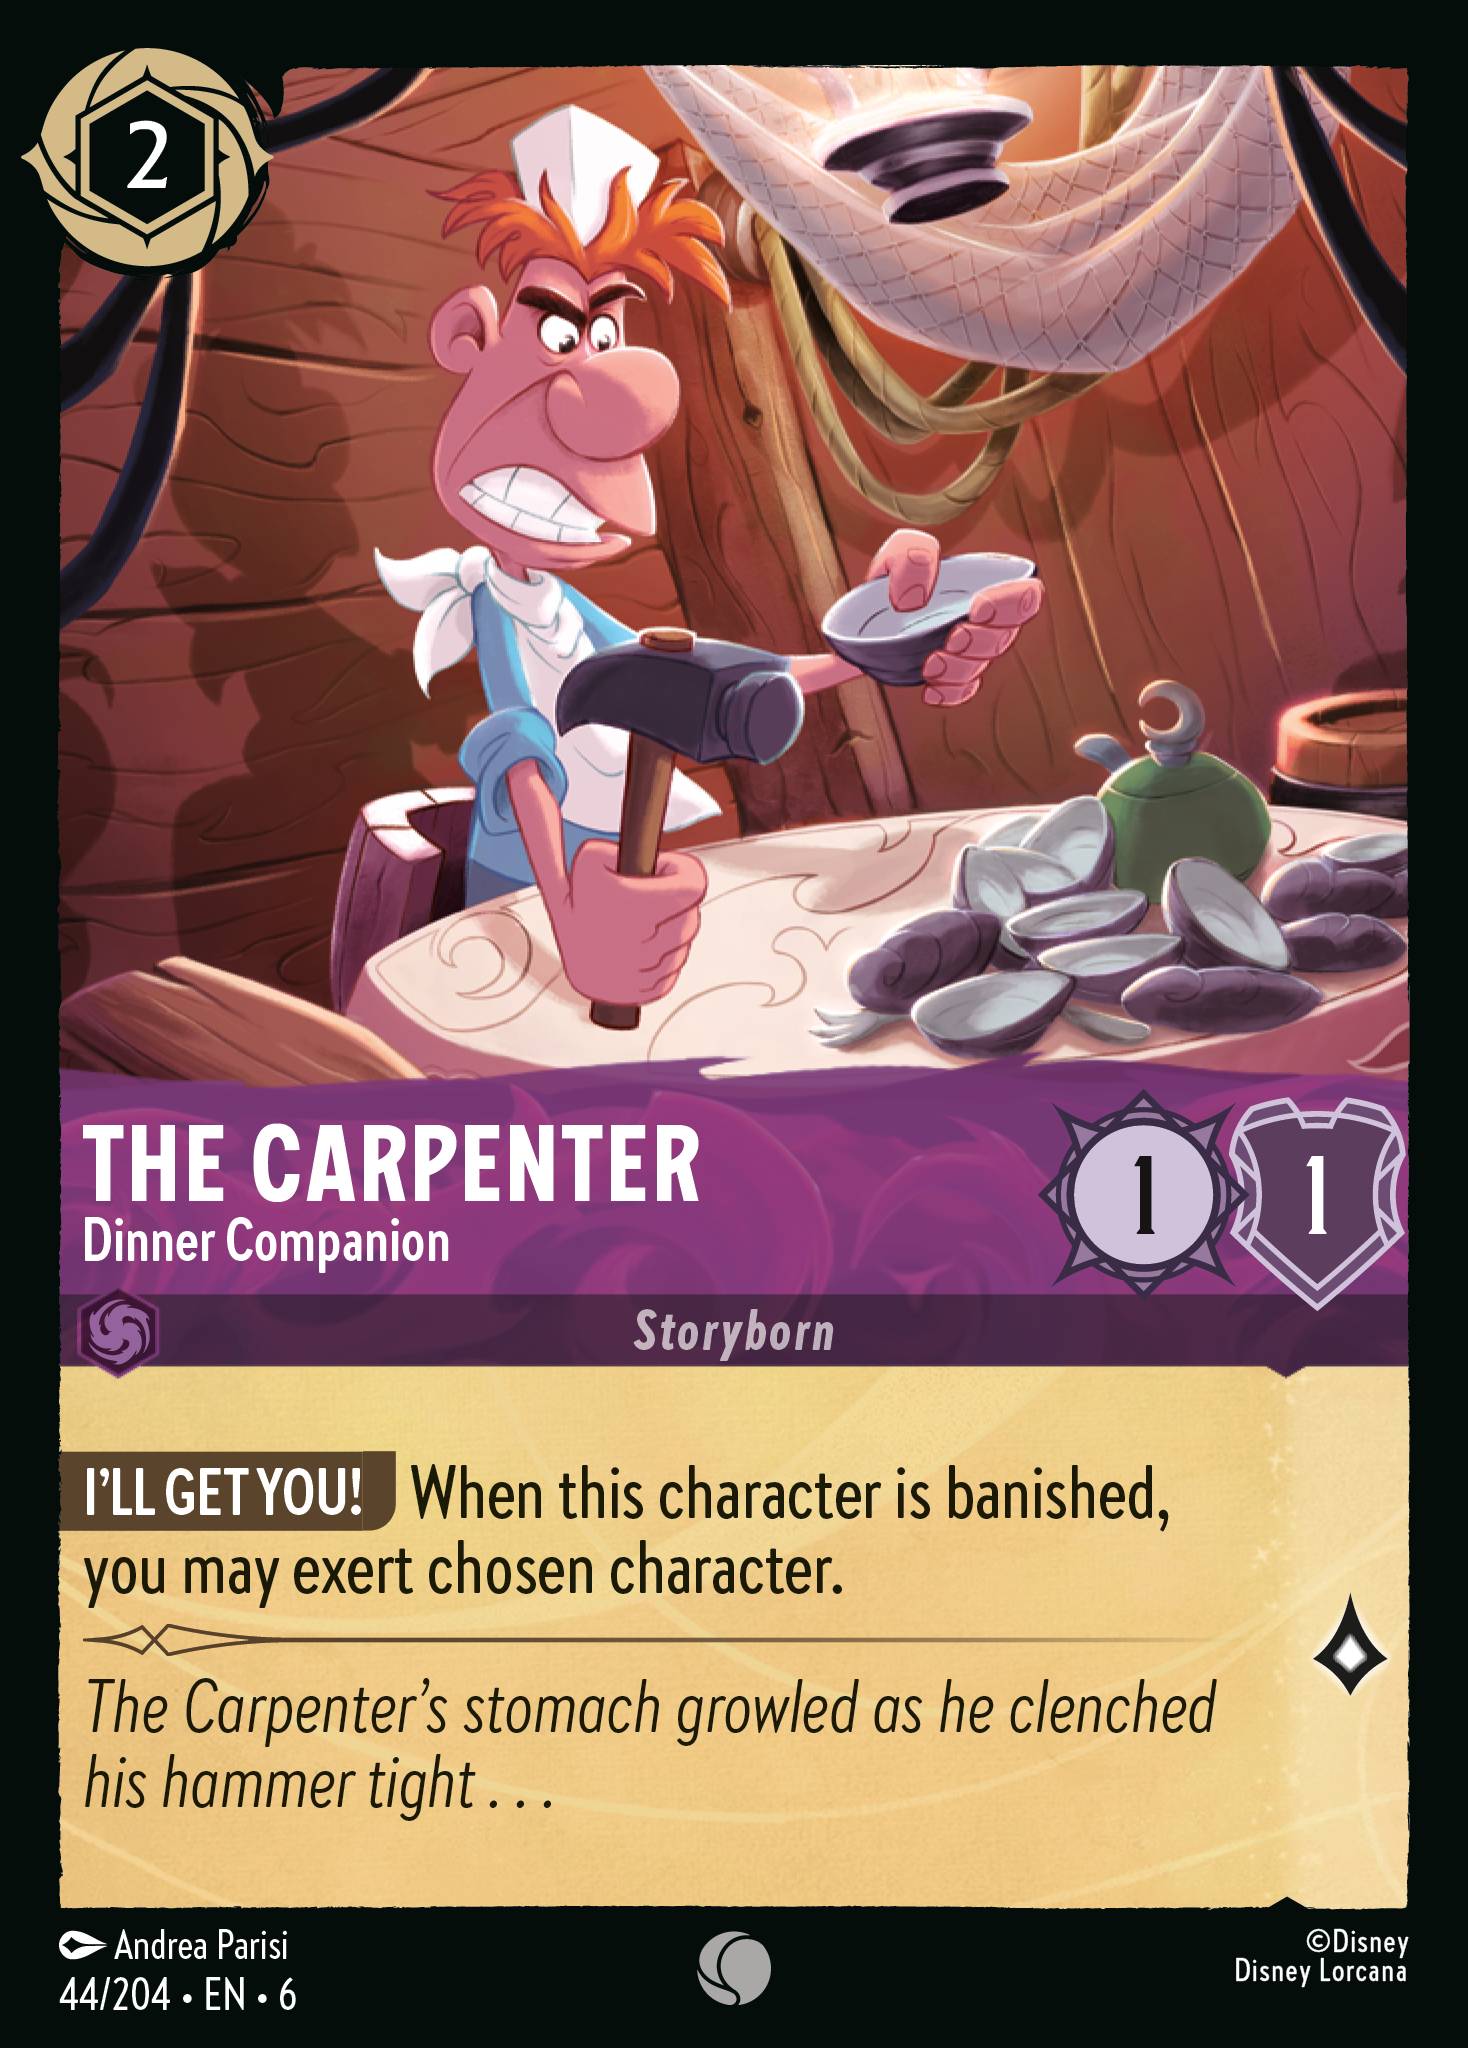 2
THE CARPENTER
Dinner Companion
1
1
Storyborn
I’LL GET YOU! When this character is banished,
you may exert chosen character.
The Carpenter’s stomach growled as he clenched
his hammer tight . . .
Andrea Parisi
©Disney
44/204 • EN • 6
Disney Lorcana